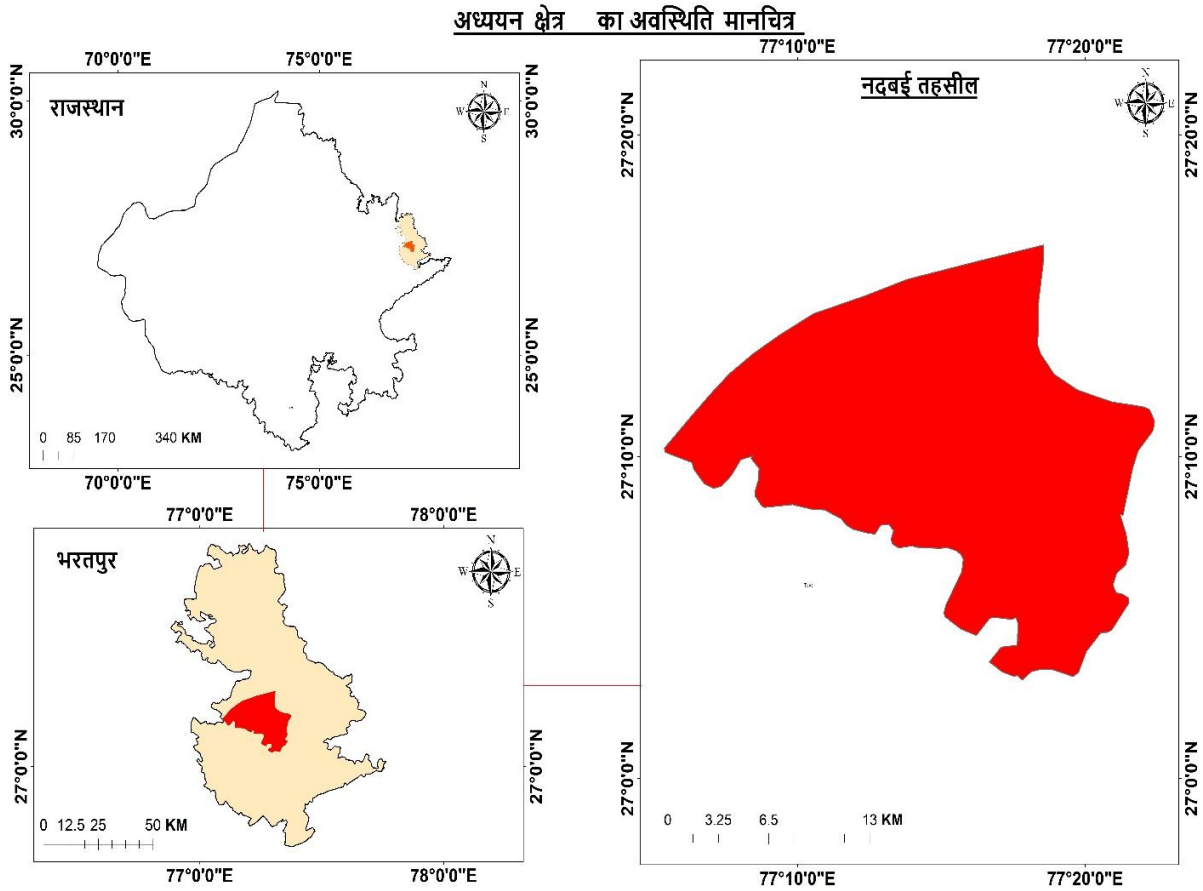 अध्ययन क्षेत्र का अवस्थिति मानचित्र
70°0'0"E 75°0'0"E
राजस्थान
N
W E
S
30°0'0"N 30°0'0"N
25°0'0"N 25°0'0"N
0 85 170 340 KM
70°0'0"E 75°0'0"E
77°0'0"E 78°0'0"E
भरतपुर
N
W E
S
27°0'0"N 27°0'0"N
0 12.5 25 50 KM
77°0'0"E 78°0'0"E
77°10'0"E 77°20'0"E
नदबई तहसील
N
W E
S
27°20'0"N 27°20'0"N
27°10'0"N 27°10'0"N
27°0'0"N 27°0'0"N
0 3.25 6.5 13 KM
77°10'0"E 77°20'0"E